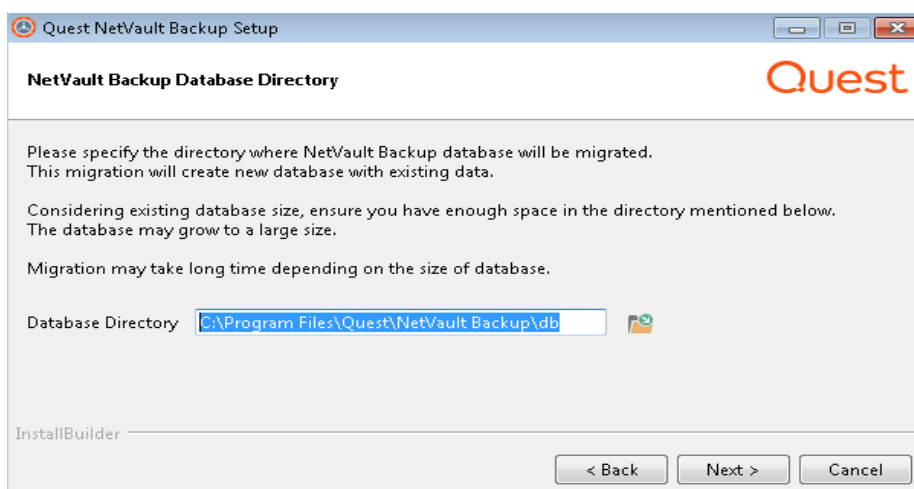 Quest NetVault Backup Setup
NetVault Backup Database Directory
Quest
Please specify the directory where NetVault Backup database will be migrated.
This migration will create new database with existing data.
Considering existing database size, ensure you have enough space in the directory mentioned below.
The database may grow to a large size.
Migration may take long time depending on the size of database.
Database Directory C:\Program Files\Quest\NetVault Backup\db
InstallBuilder
< Back Next > Cancel